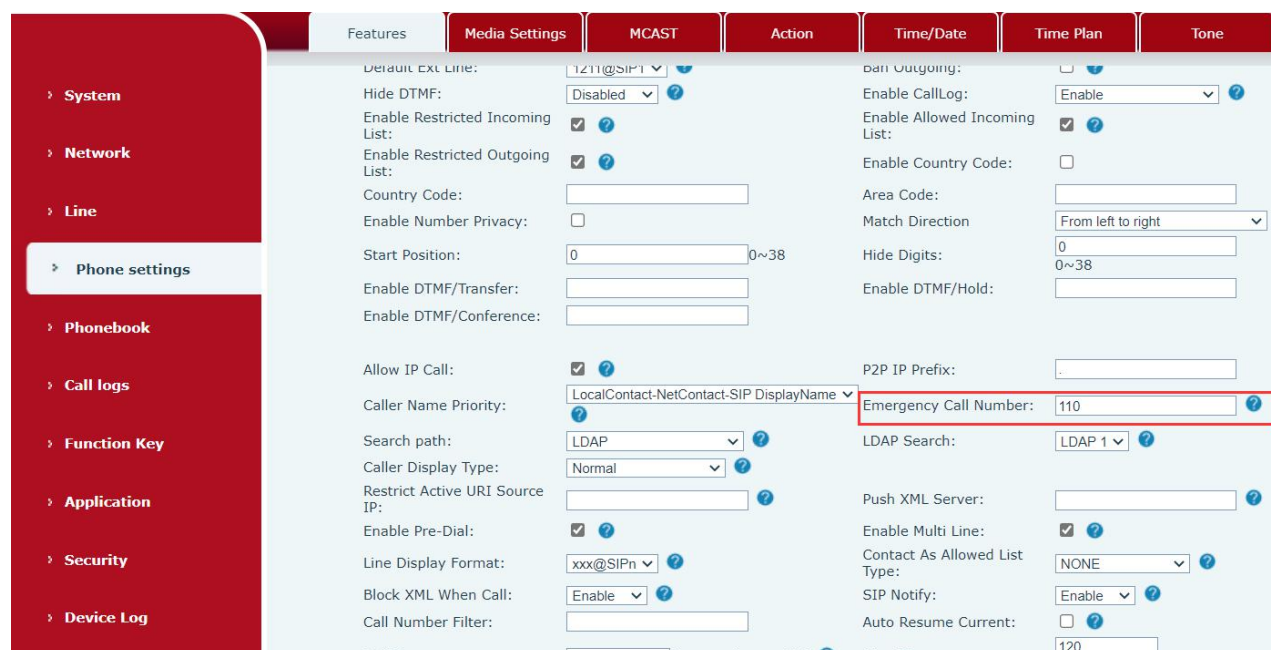 Features Media Settings MCAST Action Time/Date Time Plan Tone
System
Network
Line
Phone settings
Phonebook
Call logs
Function Key
Application
Security
Device Log
Default Ext Line: 1211@SIP1 Ban Outgoing:
Hide DTMF: Disabled Enable CallLog: Enable
Enable Restricted Incoming List: Enable Allowed Incoming List:
Enable Restricted Outgoing List: Enable Country Code:
Country Code: Area Code:
Enable Number Privacy: Match Direction From left to right
Start Position: 0 0~38 Hide Digits: 0 0~38
Enable DTMF/Transfer: Enable DTMF/Hold:
Enable DTMF/Conference:
Allow IP Call: P2P IP Prefix: .
Caller Name Priority: LocalContact-NetContact-SIP DisplayName Emergency Call Number: 110
Search path: LDAP LDAP Search: LDAP 1
Caller Display Type: Normal
Restrict Active URI Source IP: Push XML Server:
Enable Pre-Dial: Enable Multi Line:
Line Display Format: xxx@SIPn Contact As Allowed List Type: NONE
Block XML When Call: Enable SIP Notify: Enable
Call Number Filter: Auto Resume Current:
120